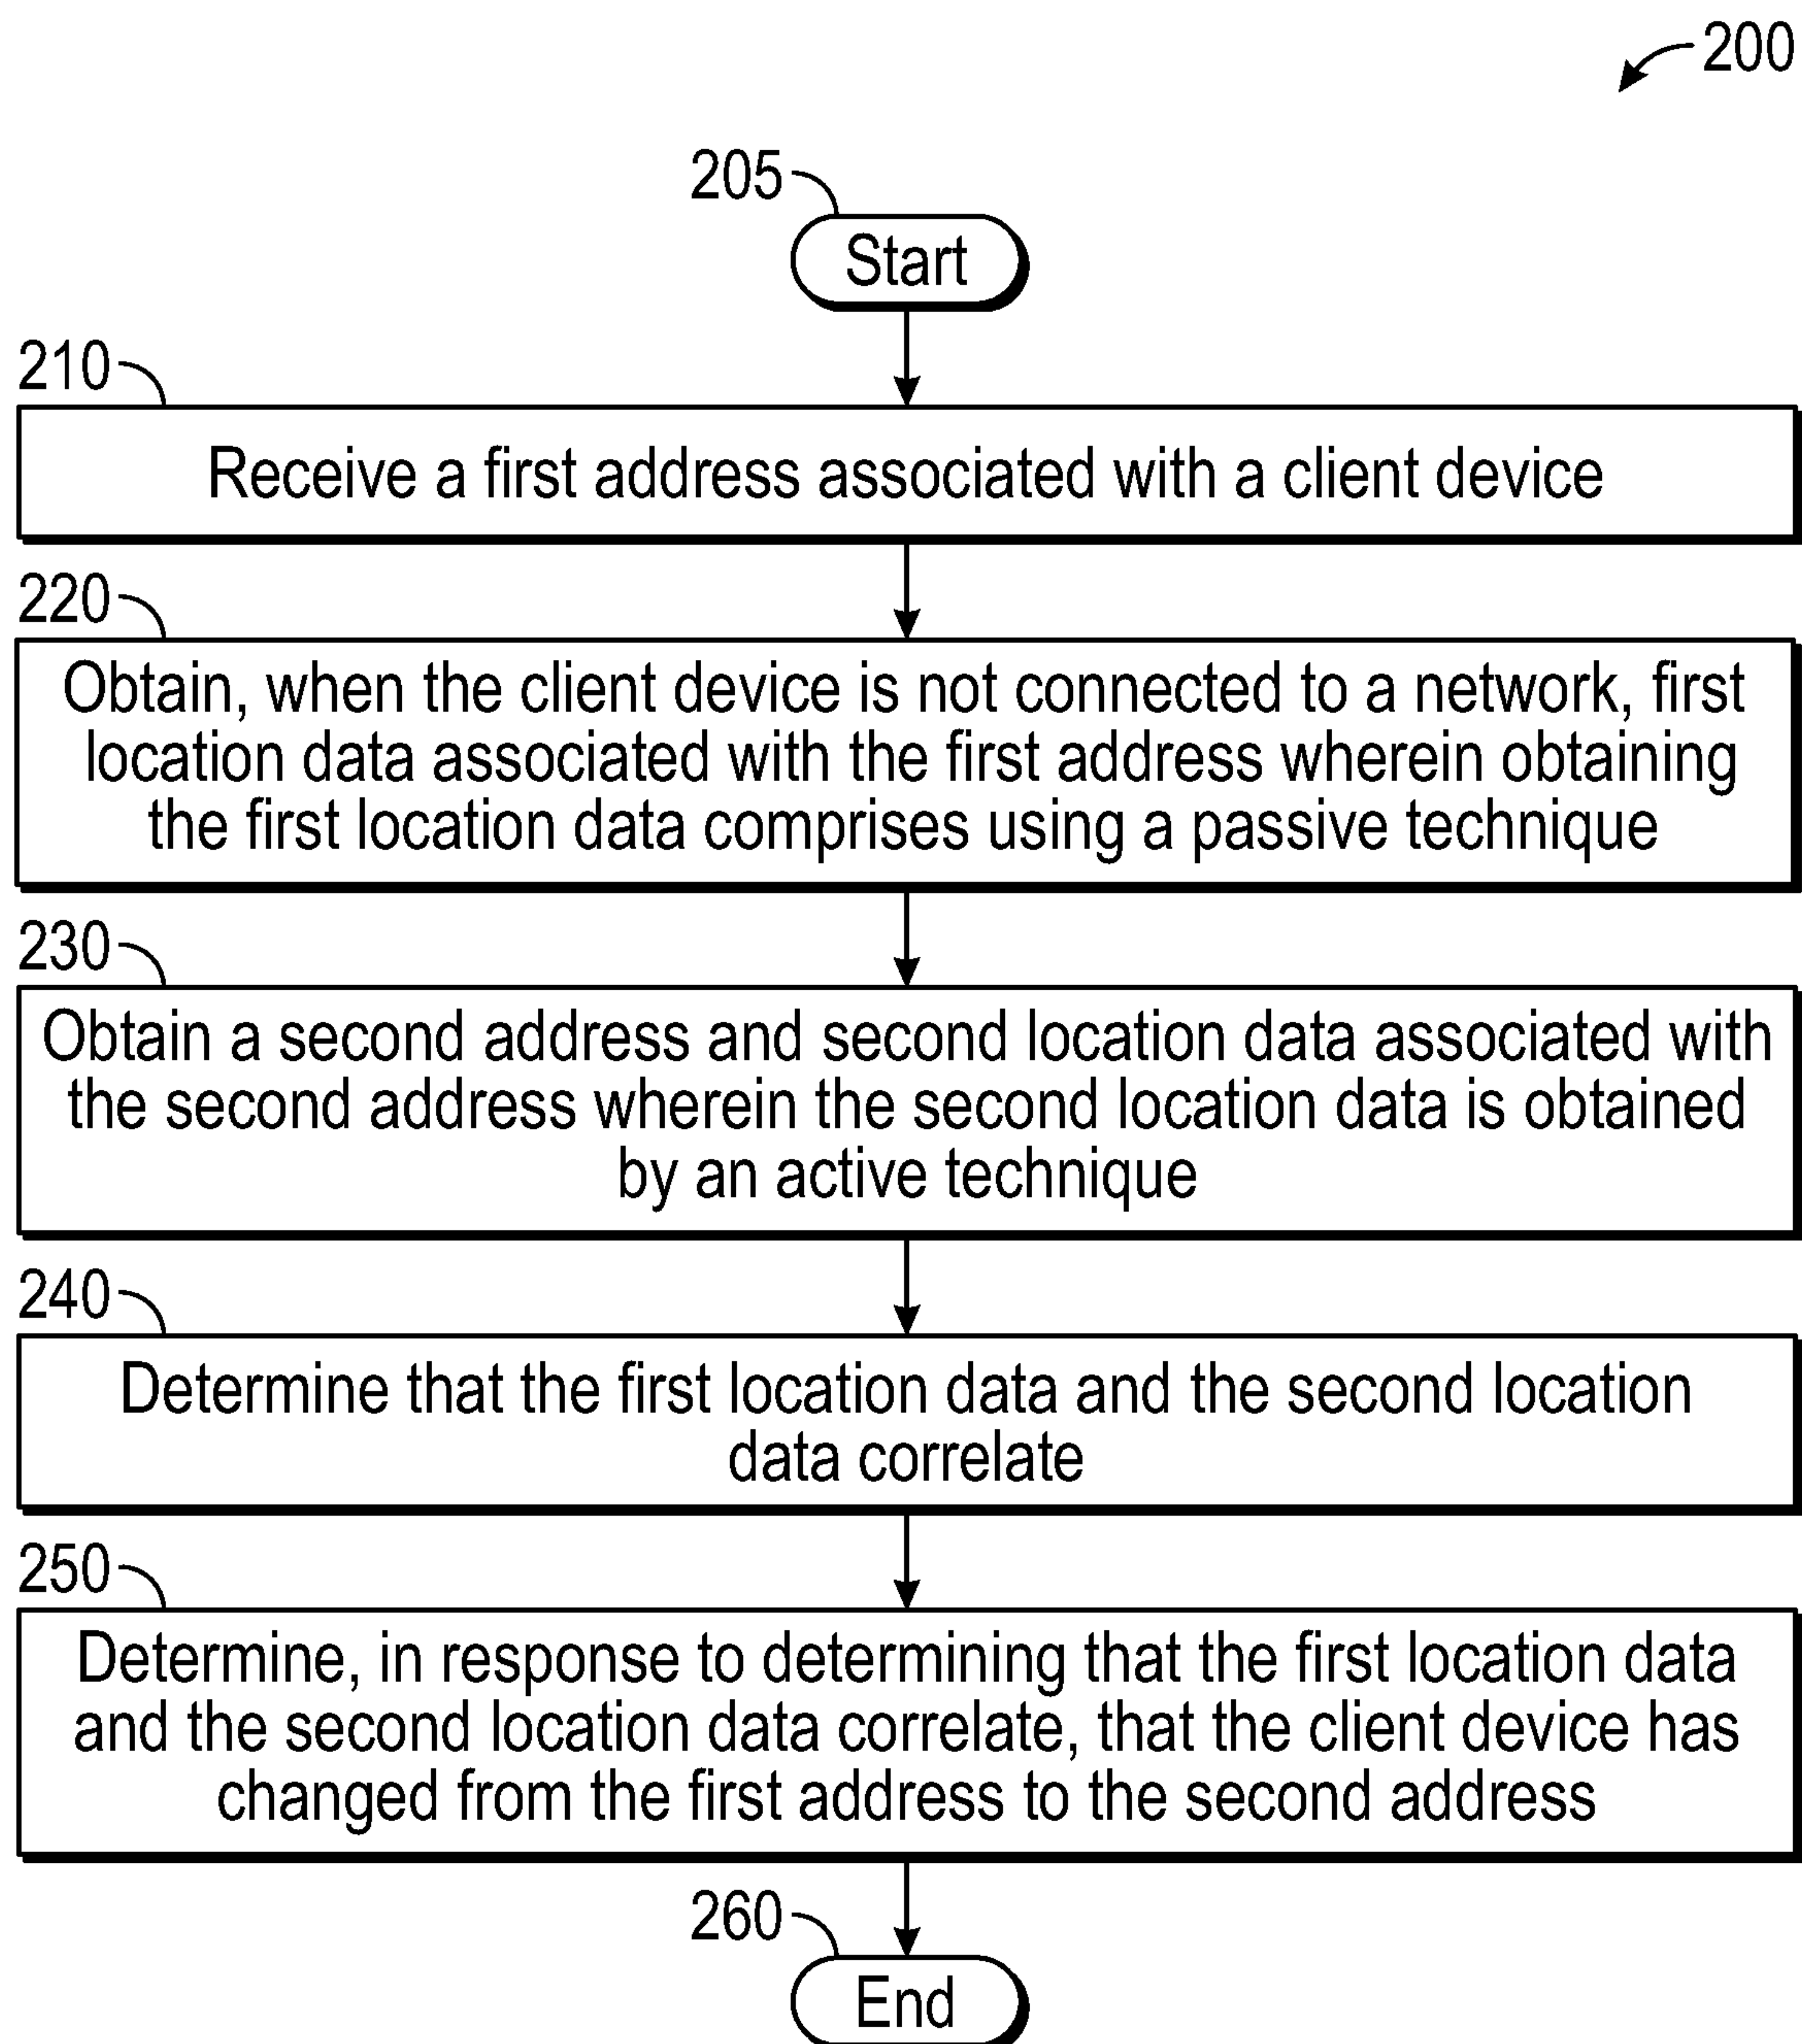 200
205
Start
210
Receive a first address associated with a client device
220
Obtain, when the client device is not connected to a network, first
location data associated with the first address wherein obtaining
the first location data comprises using a passive technique
230
Obtain a second address and second location data associated with
the second address wherein the second location data is obtained
by an active technique
240
Determine that the first location data and the second location
data correlate
250
Determine, in response to determining that the first location data
and the second location data correlate, that the client device has
changed from the first address to the second address
260
End